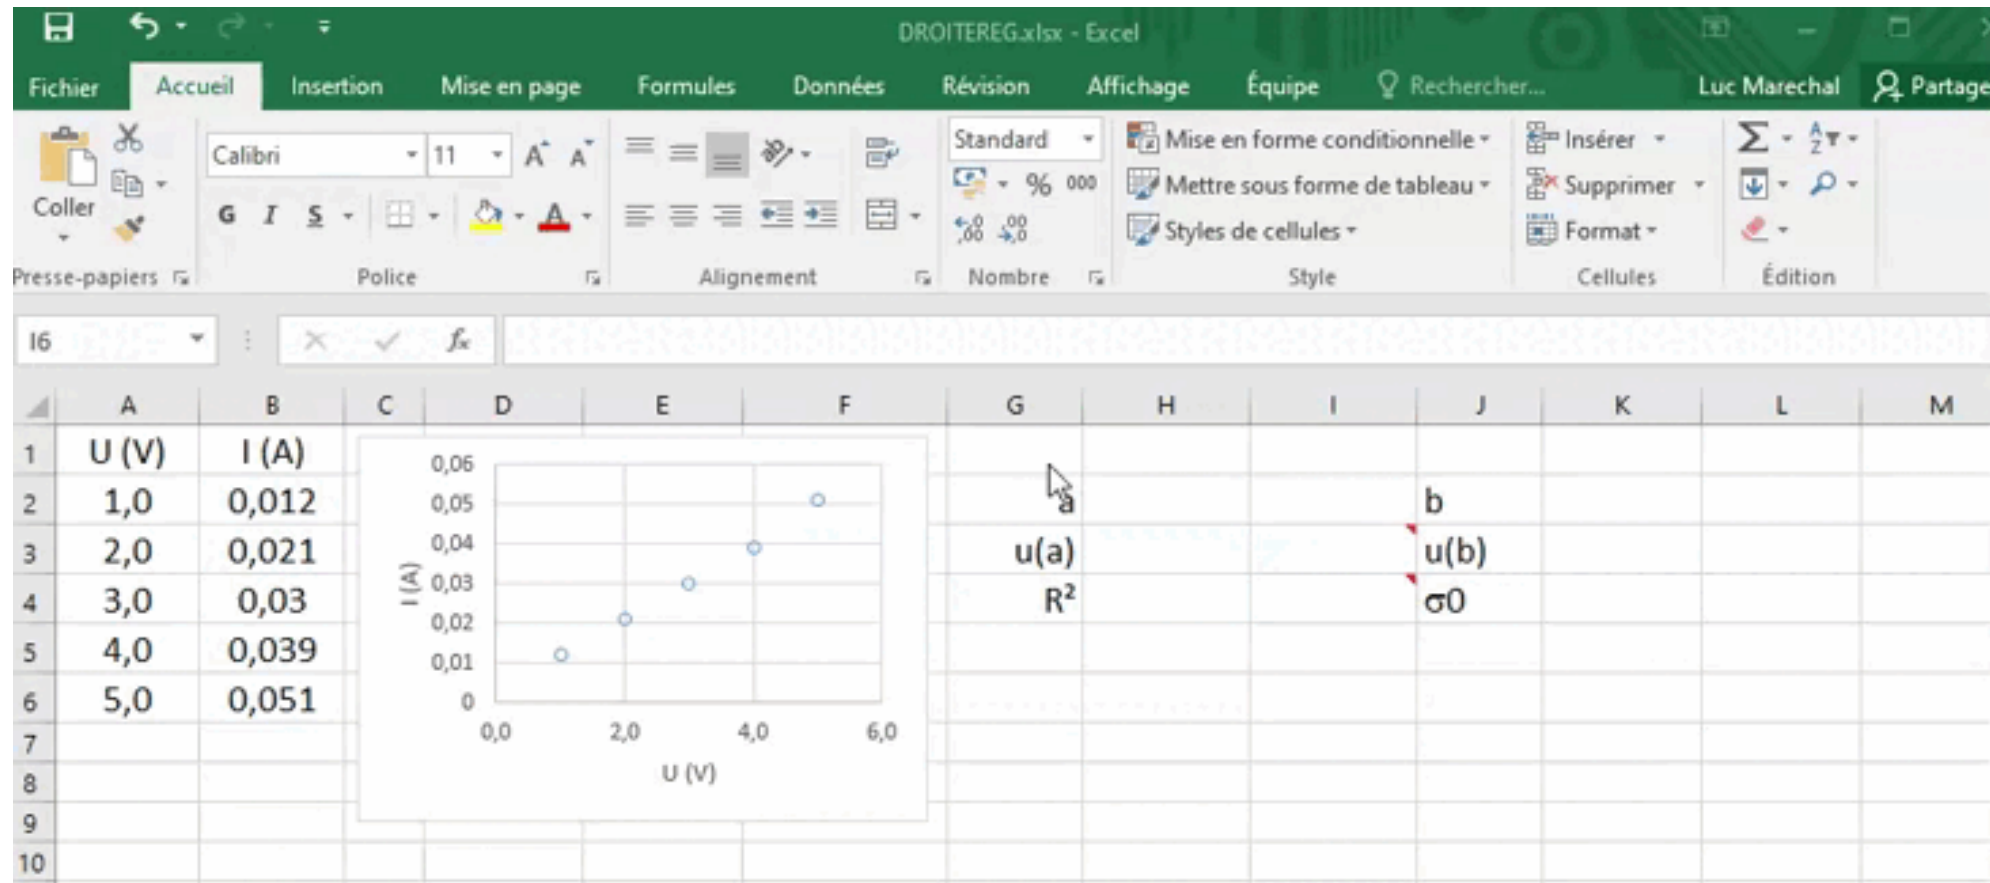 DROITEREG.xlsx - Excel
Fichier Accueil Insertion Mise en page Formules Données Révision Affichage Équipe Rechercher... Luc Marechal Partage
Calibri 11 Standard Mise en forme conditionnelle Insérer Σ A Z
% 000 Mettre sous forme de tableau Supprimer
Coller G I S A ,00 ,0 Styles de cellules Format
Presse-papiers Police Alignement Nombre Style Cellules Édition
I6 fx
A B C D E F G H I J K L M
1 U (V) I (A)
2 1,0 0,012 a b
3 2,0 0,021 u(a) u(b)
4 3,0 0,03 R² σ0
5 4,0 0,039
6 5,0 0,051
7
8
9
10
0,06
0,05
0,04
0,03
0,02
0,01
0
I (A)
0,0 2,0 4,0 6,0
U (V)